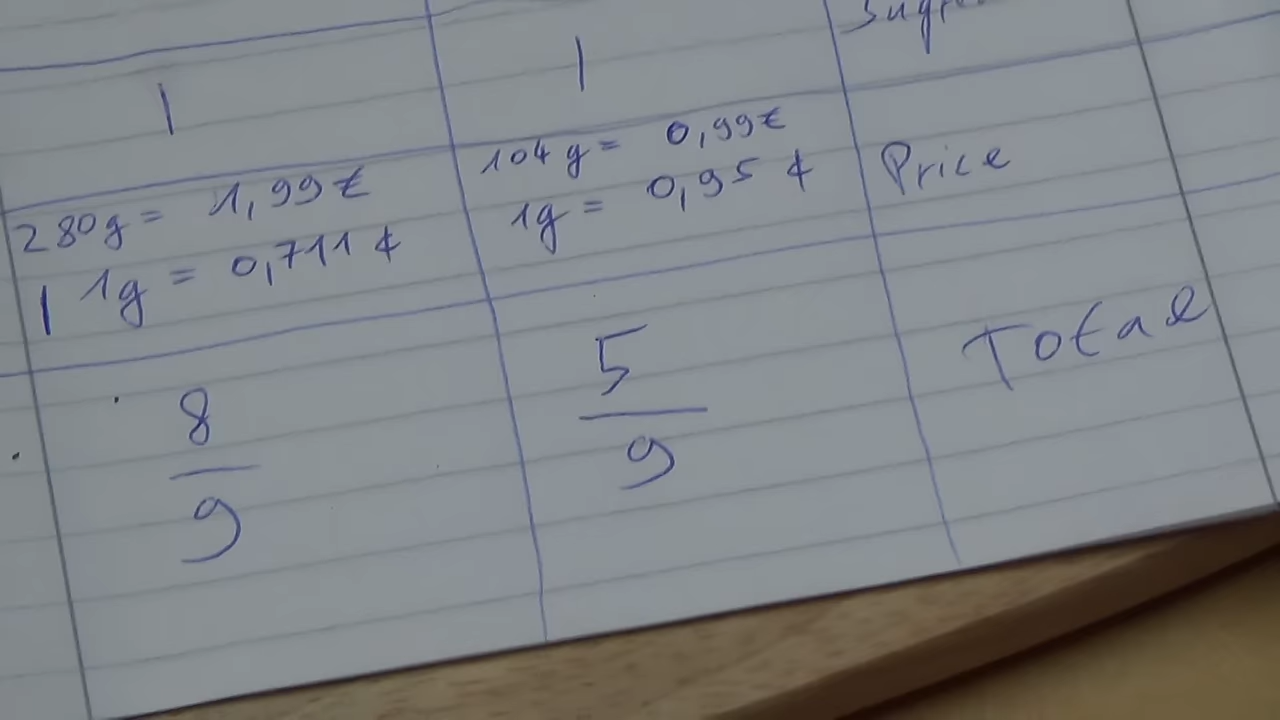 1
1
280g = 1,99€
104g = 0,99€
Price
1 1g = 0,711 ¢
1g = 0,95 ¢
8
9
5
9
Total